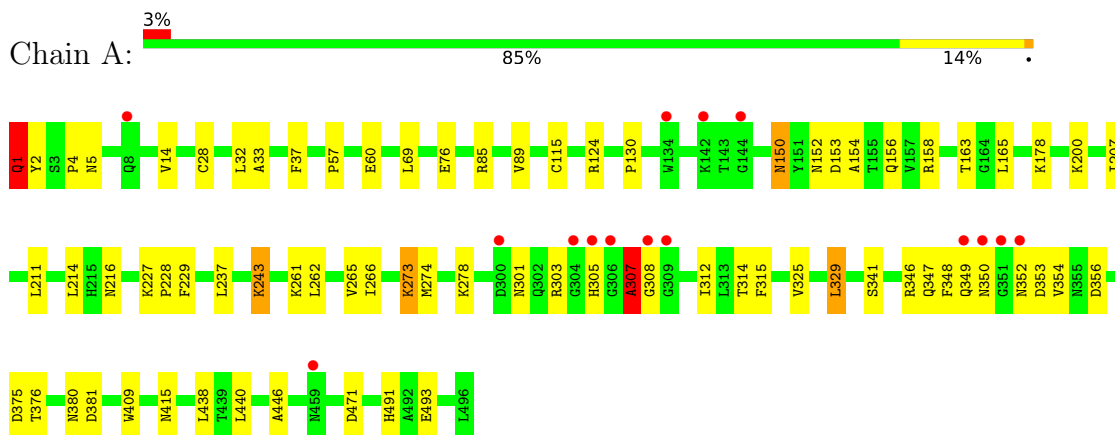 3%
Chain A:
85% 14% •
Q1 Y2 S3 P4 N5 Q8 V14 C28 L32 A33 F37 P57 E60 L69 E76 R85 V89 C115 R124 P130 W134 K142 T143 G144 N150 Y151 N152 D153 A154 T155 Q156 V157 R158 T163 G164 L165 K178 K200
L211 L214 H215 N216 K227 P228 F229 L237 K243 K261 L262 V265 I266 K273 M274 K278 D300 N301 Q302 R303 G304 H305 G306 A307 G308 G309 I312 L313 T314 F315 V325 L329 S341 R346 Q347 F348 Q349 N350 G351 N352 D353 V354 N355 D356
D375 T376 N380 D381 W409 N415 L438 T439 L440 A446 N459 D471 H491 A492 E493 L496